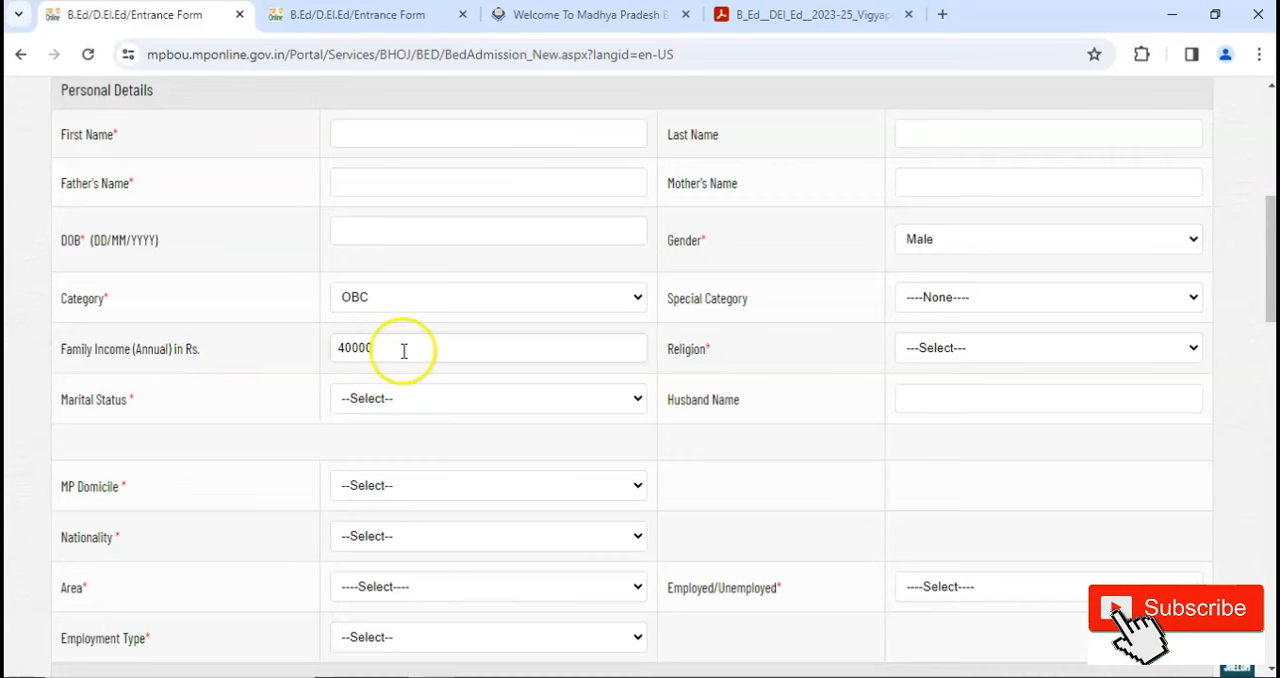 B.Ed/D.El.Ed/Entrance Form
B.Ed/D.El.Ed/Entrance Form
Welcome To Madhya Pradesh B
B_Ed__DEl_Ed__2023-25_Vigyap
mpbou.mponline.gov.in/Portal/Services/BHOJ/BED/BedAdmission_New.aspx?langid=en-US
Personal Details
First Name*
Last Name
Father's Name*
Mother's Name
DOB* (DD/MM/YYYY)
Gender*
Male
Category*
OBC
Special Category
----None----
Family Income (Annual) in Rs.
40000
Religion*
---Select---
Marital Status *
--Select--
Husband Name
MP Domicile *
--Select--
Nationality *
--Select--
Area*
----Select----
Employed/Unemployed*
----Select----
Employment Type*
--Select--
Subscribe